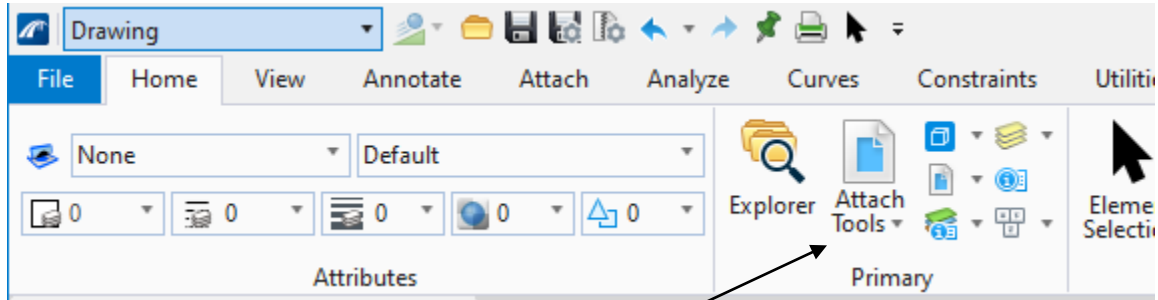 Drawing
File Home View Annotate Attach Analyze Curves Constraints
None Default
0 0 0 0 0
Explorer Attach
Tools
Attributes Primary